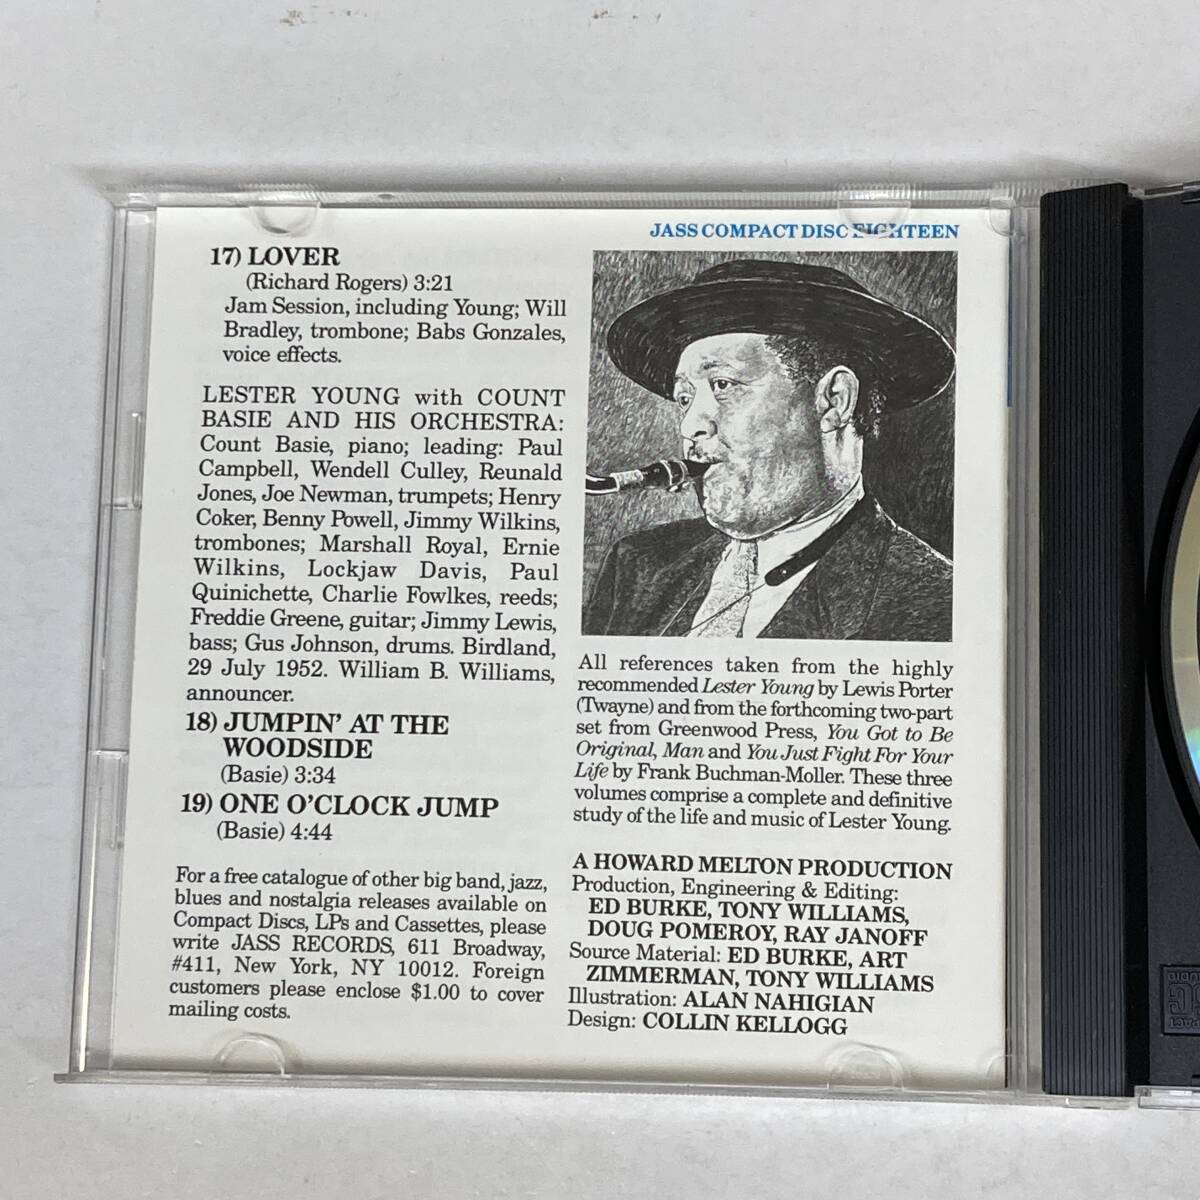 17) LOVER
(Richard Rogers) 3:21
Jam Session, including Young; Will
Bradley, trombone; Babs Gonzales,
voice effects.
LESTER YOUNG with COUNT
BASIE AND HIS ORCHESTRA:
Count Basie, piano; leading: Paul
Campbell, Wendell Culley, Reunald
Jones, Joe Newman, trumpets; Henry
Coker, Benny Powell, Jimmy Wilkins,
trombones; Marshall Royal, Ernie
Wilkins, Lockjaw Davis, Paul
Quinichette, Charlie Fowlkes, reeds;
Freddie Greene, guitar; Jimmy Lewis,
bass; Gus Johnson, drums. Birdland,
29 July 1952. William B. Williams,
announcer.
18) JUMPIN' AT THE
WOODSIDE
(Basie) 3:34
19) ONE O'CLOCK JUMP
(Basie) 4:44
For a free catalogue of other big band, jazz,
blues and nostalgia releases available on
Compact Discs, LPs and Cassettes, please
write JASS RECORDS, 611 Broadway,
#411, New York, NY 10012. Foreign
customers please enclose $1.00 to cover
mailing costs.
JASS COMPACT DISC EIGHTEEN
All references taken from the highly
recommended Lester Young by Lewis Porter
(Twayne) and from the forthcoming two-part
set from Greenwood Press, You Got to Be
Original, Man and You Just Fight For Your
Life by Frank Buchman-Moller. These three
volumes comprise a complete and definitive
study of the life and music of Lester Young.
A HOWARD MELTON PRODUCTION
Production, Engineering & Editing:
ED BURKE, TONY WILLIAMS,
DOUG POMEROY, RAY JANOFF
Source Material: ED BURKE, ART
ZIMMERMAN, TONY WILLIAMS
Illustration: ALAN NAHIGIAN
Design: COLLIN KELLOGG